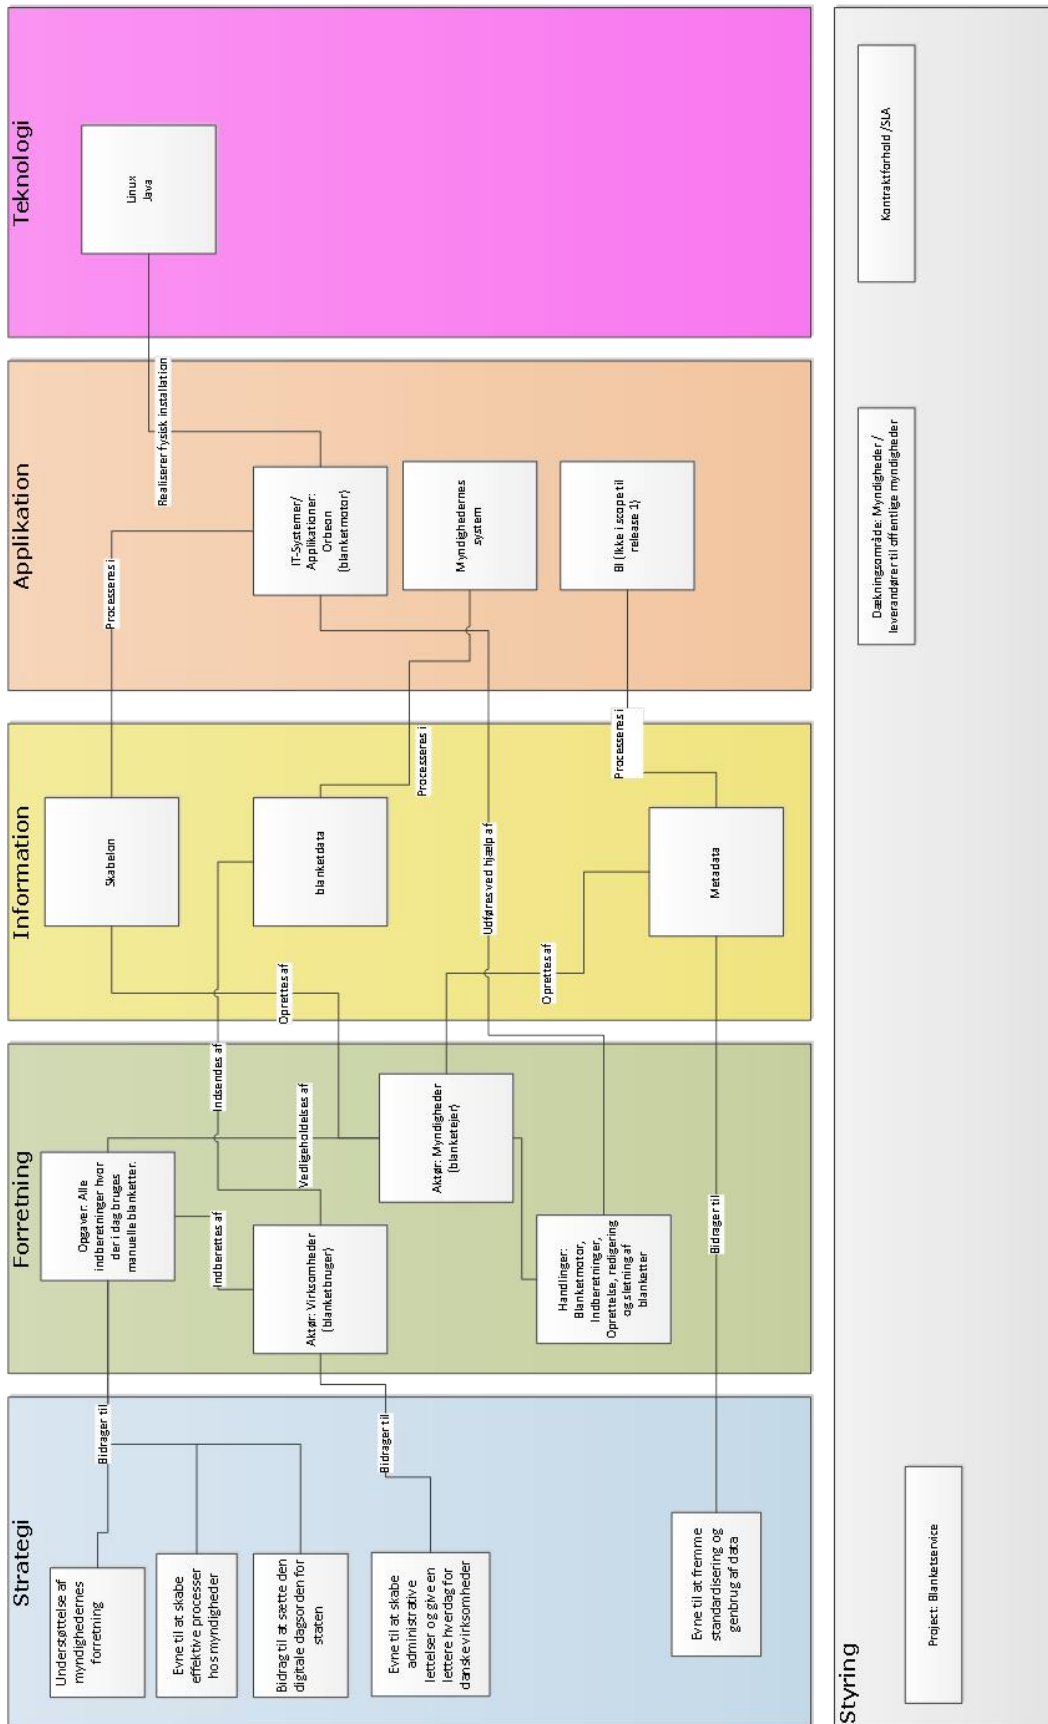 Strategi
Understøttelse af
myndighedernes
forretning
Evne til at skabe
effektive processer
hos myndigheder
Bidrag til at sætte den
digitale dagsorden for
staten
Evne til at skabe
administrative
lettelser og give en
lettere hverdag for
danske virksomheder
Evne til at fremme
standardisering og
genbrug af data
Bidrager til
Bidrager til
Bidrager til
Forretning
Opgaver: Alle
indberetninger hvor
der i dag bruges
manuelle blanketter.
Indberettes af
Aktør: Virksomheder
(blanketbruger)
Indsendes af
Vedligeholdelses af
Aktør: Myndigheder
(blanketejer)
Handlinger:
Blanketmotor,
Indberetninger,
Oprettelse, redigering
og sletning af
blanketter
Information
Skabelon
Oprettes af
blanketdata
Udføres ved hjælp af
Oprettes af
Metadata
Processeres i
Processeres i
Processeres i
Applikation
IT-Systemer/
Applikationer:
Orbeon
(blanketmotor)
Myndighedernes
system
BI (Ikke i scope til
release 1)
Realiserer fysisk installation
Teknologi
Linux
Java
Styring
Project: Blanketservice
Dækningsområde: Myndigheder /
leverandører til offentlige myndigheder
Kontraktforhold /SLA